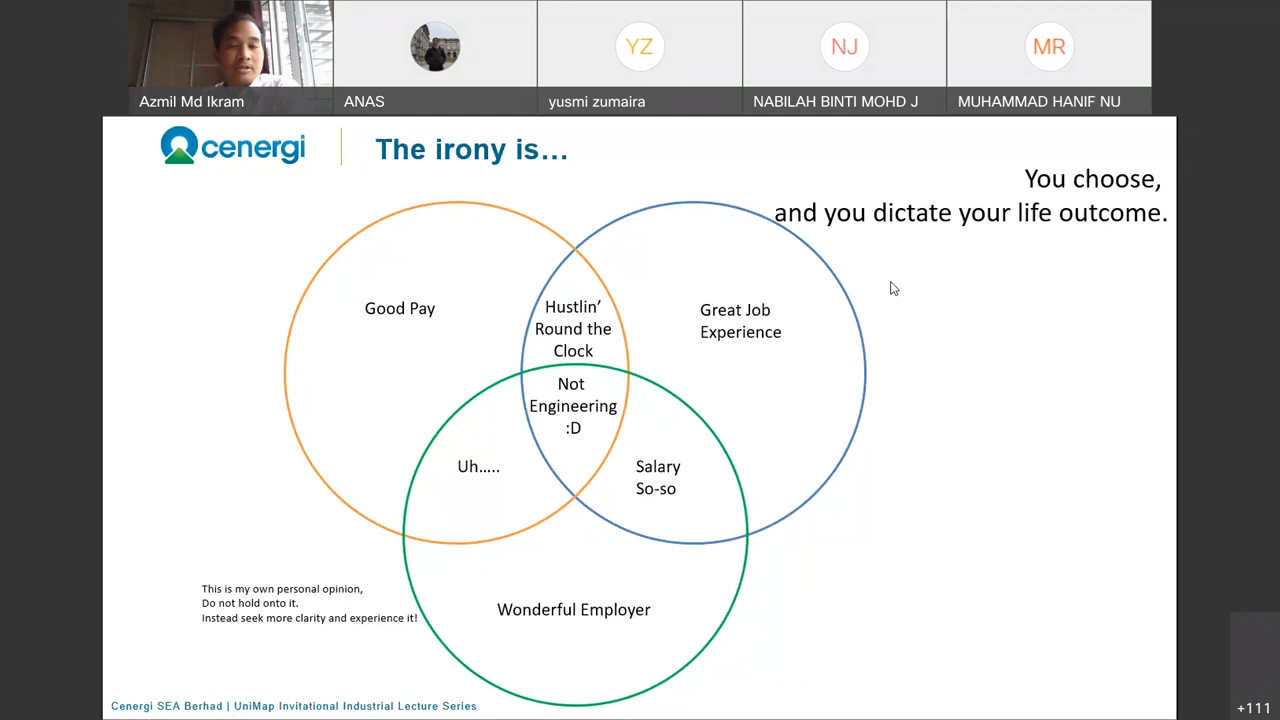 YZ
NJ
MR
Azmil Md Ikram
ANAS
yusmi zumaira
NABILAH BINTI MOHD J
MUHAMMAD HANIF NU
cenergi
The irony is...
You choose,
and you dictate your life outcome.
Good Pay
Hustlin’
Round the
Clock
Great Job
Experience
Not
Engineering
:D
Uh…..
Salary
So-so
Wonderful Employer
This is my own personal opinion,
Do not hold onto it.
Instead seek more clarity and experience it!
Cenergi SEA Berhad | UniMap Invitational Industrial Lecture Series
+111